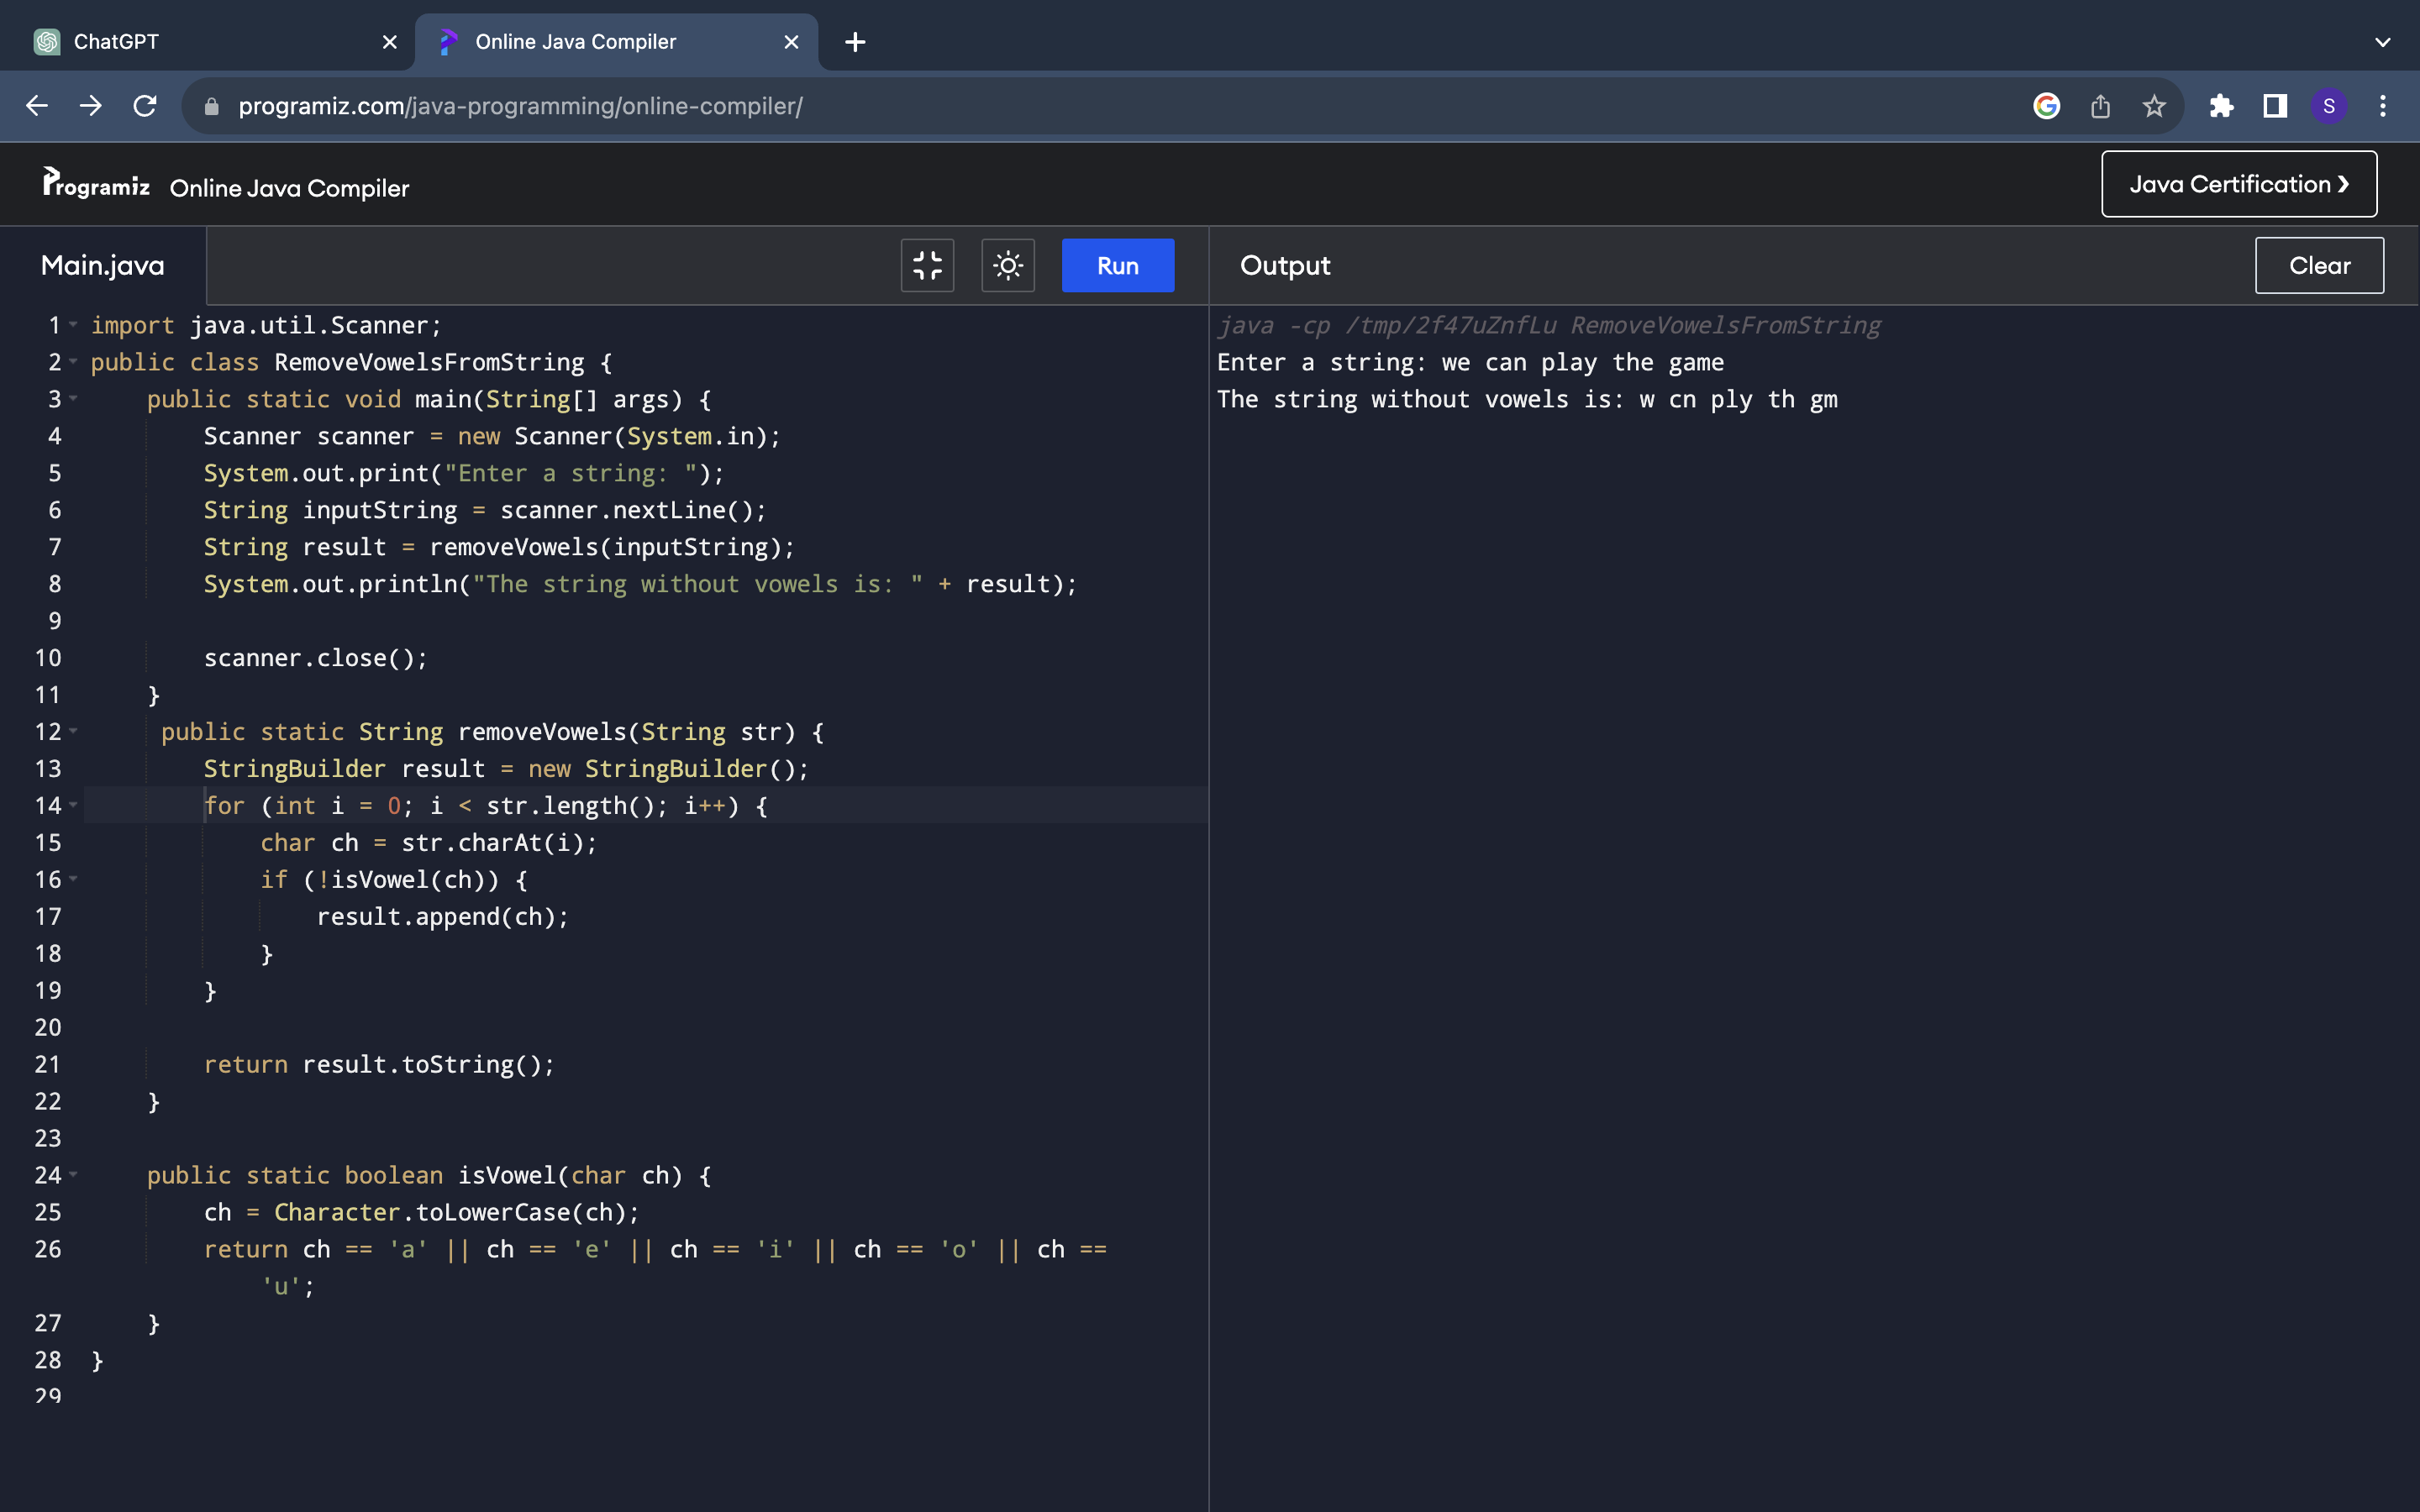 ChatGPT
Online Java Compiler
programiz.com/java-programming/online-compiler/
S
Programiz Online Java Compiler
Java Certification ❯
Main.java
Run
Output
Clear
1 import java.util.Scanner;
2 public class RemoveVowelsFromString {
3     public static void main(String[] args) {
4         Scanner scanner = new Scanner(System.in);
5         System.out.print("Enter a string: ");
6         String inputString = scanner.nextLine();
7         String result = removeVowels(inputString);
8         System.out.println("The string without vowels is: " + result);
9
10         scanner.close();
11     }
12      public static String removeVowels(String str) {
13         StringBuilder result = new StringBuilder();
14         for (int i = 0; i < str.length(); i++) {
15             char ch = str.charAt(i);
16             if (!isVowel(ch)) {
17                 result.append(ch);
18             }
19         }
20
21         return result.toString();
22     }
23
24     public static boolean isVowel(char ch) {
25         ch = Character.toLowerCase(ch);
26         return ch == 'a' || ch == 'e' || ch == 'i' || ch == 'o' || ch ==
            'u';
27     }
28 }
29
java -cp /tmp/2f47uZnfLu RemoveVowelsFromString
Enter a string: we can play the game
The string without vowels is: w cn ply th gm